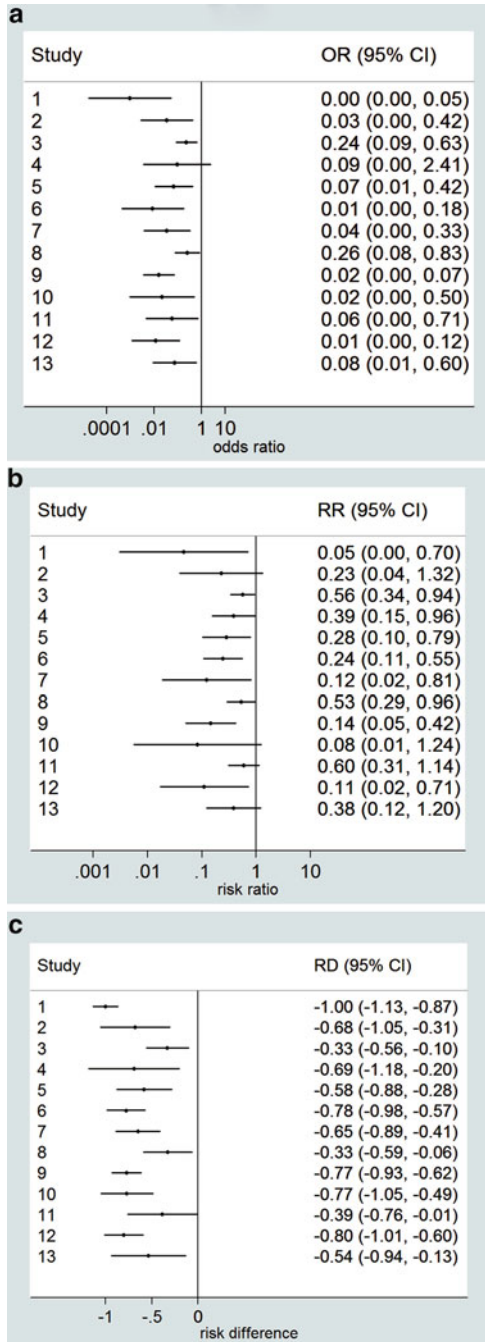 a
Study OR (95% CI)
1 0.00 (0.00, 0.05)
2 0.03 (0.00, 0.42)
3 0.24 (0.09, 0.63)
4 0.09 (0.00, 2.41)
5 0.07 (0.01, 0.42)
6 0.01 (0.00, 0.18)
7 0.04 (0.00, 0.33)
8 0.26 (0.08, 0.83)
9 0.02 (0.00, 0.07)
10 0.02 (0.00, 0.50)
11 0.06 (0.00, 0.71)
12 0.01 (0.00, 0.12)
13 0.08 (0.01, 0.60)
.0001 .01 1 10
odds ratio
b
Study RR (95% CI)
1 0.05 (0.00, 0.70)
2 0.23 (0.04, 1.32)
3 0.56 (0.34, 0.94)
4 0.39 (0.15, 0.96)
5 0.28 (0.10, 0.79)
6 0.24 (0.11, 0.55)
7 0.12 (0.02, 0.81)
8 0.53 (0.29, 0.96)
9 0.14 (0.05, 0.42)
10 0.08 (0.01, 1.24)
11 0.60 (0.31, 1.14)
12 0.11 (0.02, 0.71)
13 0.38 (0.12, 1.20)
.001 .01 .1 1 10
risk ratio
c
Study RD (95% CI)
1 -1.00 (-1.13, -0.87)
2 -0.68 (-1.05, -0.31)
3 -0.33 (-0.56, -0.10)
4 -0.69 (-1.18, -0.20)
5 -0.58 (-0.88, -0.28)
6 -0.78 (-0.98, -0.57)
7 -0.65 (-0.89, -0.41)
8 -0.33 (-0.59, -0.06)
9 -0.77 (-0.93, -0.62)
10 -0.77 (-1.05, -0.49)
11 -0.39 (-0.76, -0.01)
12 -0.80 (-1.01, -0.60)
13 -0.54 (-0.94, -0.13)
-1 -.5 0
risk difference